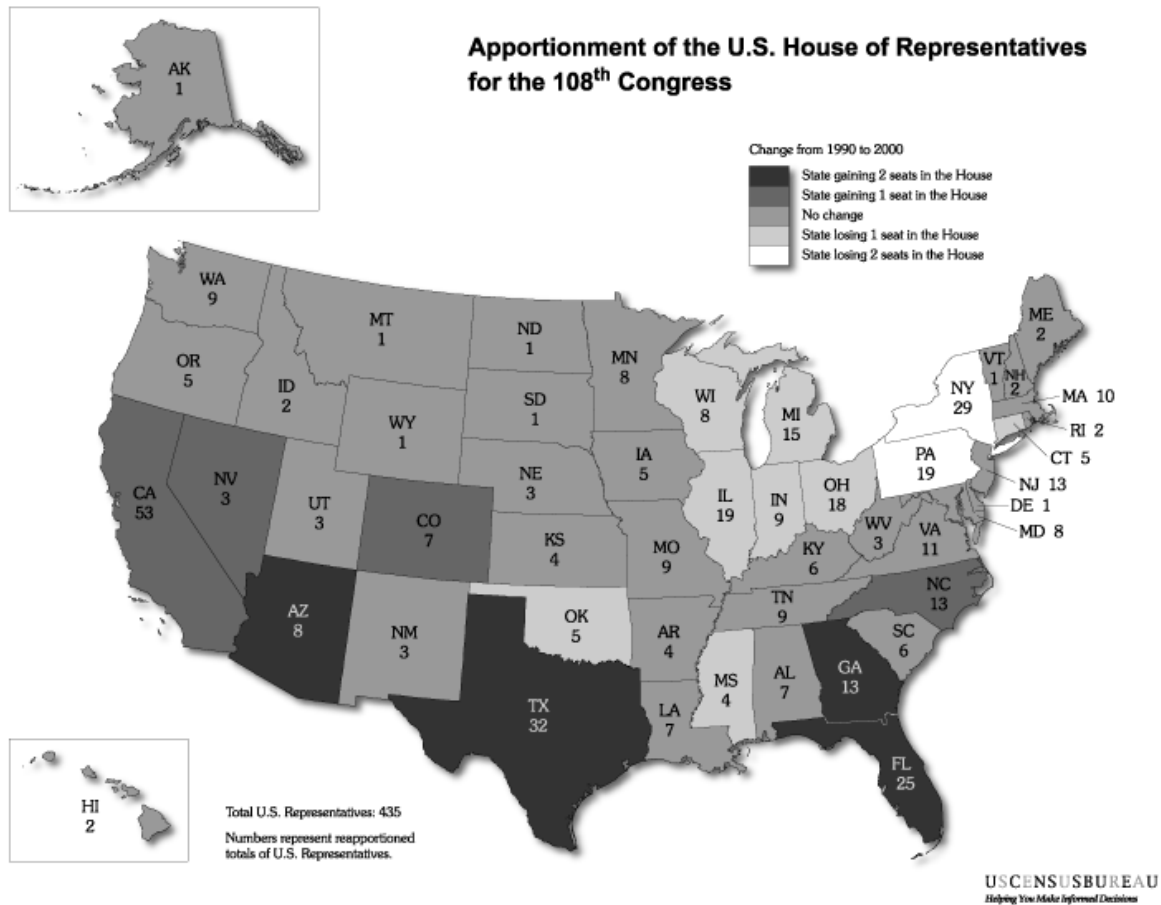 AK
1
Apportionment of the U.S. House of Representatives
for the 108th Congress
Change from 1990 to 2000
State gaining 2 seats in the House
State gaining 1 seat in the House
No change
State losing 1 seat in the House
State losing 2 seats in the House
WA
9
OR
5
ID
2
MT
1
ND
1
MN
8
SD
1
WY
1
WI
8
MI
15
NY
29
VT
1
NH
2
ME
2
MA 10
RI 2
CT 5
NJ 13
DE 1
MD 8
PA
19
CA
53
NV
3
UT
3
CO
7
NE
3
IA
5
KS
4
MO
9
IL
19
IN
9
OH
18
WV
3
VA
11
KY
6
TN
9
NC
13
SC
6
AZ
8
NM
3
OK
5
AR
4
TX
32
LA
7
MS
4
AL
7
GA
13
FL
25
HI
2
Total U.S. Representatives: 435
Numbers represent reapportioned
totals of U.S. Representatives.
USCENSUSBUREAU
Helping You Make Informed Decisions